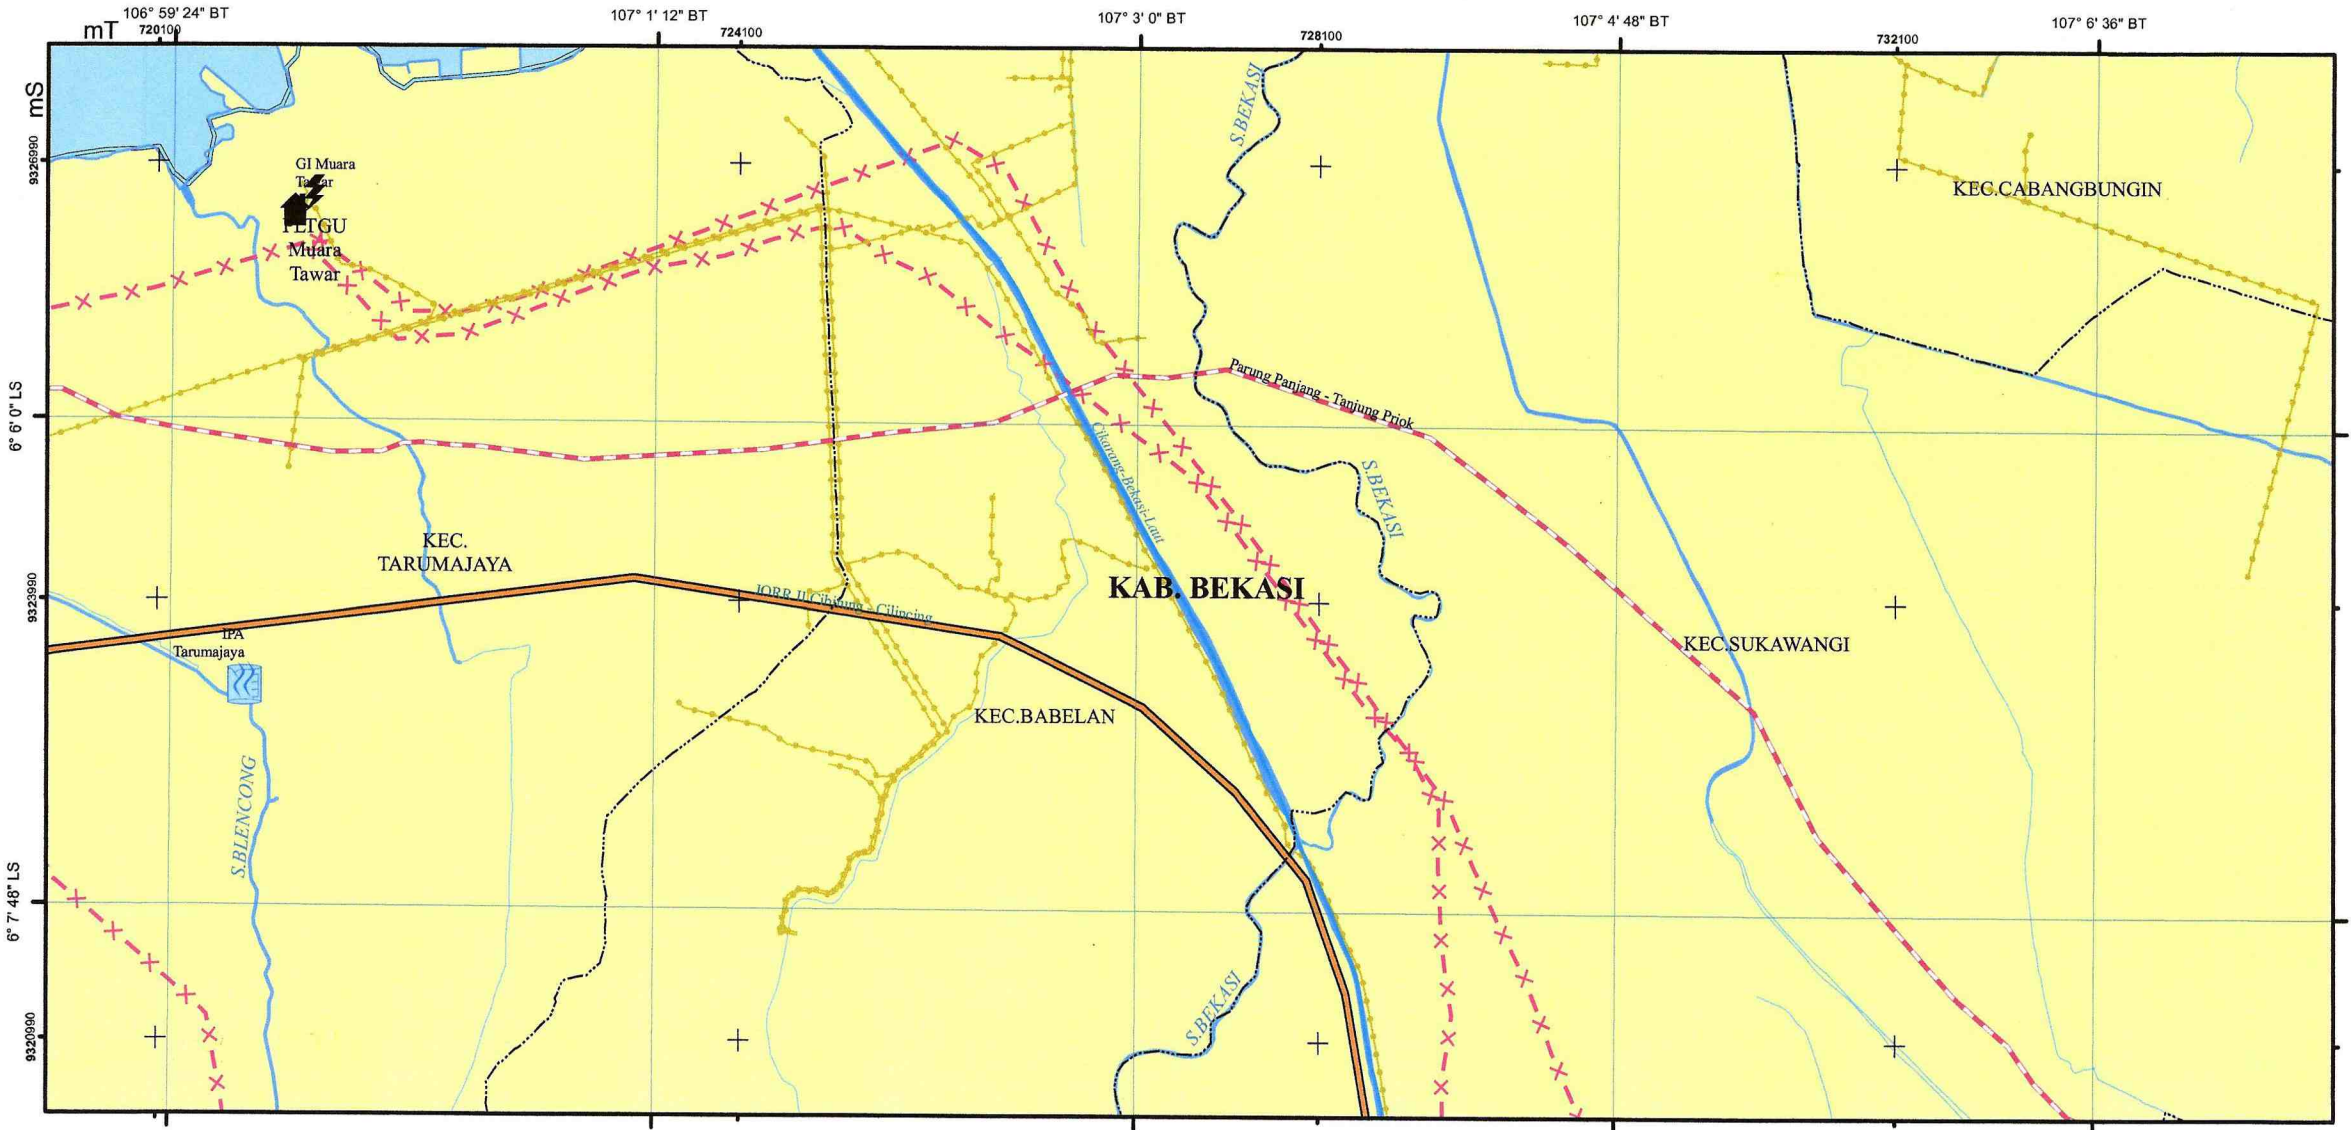 106° 59' 24" BT
107° 1' 12" BT
107° 3' 0" BT
107° 4' 48" BT
107° 6' 36" BT
mT
720100
724100
728100
732100
mS
9326990
6° 6' 0" LS
9323990
6° 7' 48" LS
9320990
GI Muara
Tawar
PLTGU
Muara
Tawar
S.BEKASI
KEC.CABANGBUNGIN
Parung Panjang - Tanjung Priok
Cikarang-Bekasi-Laut
S.BEKASI
KEC.
TARUMAJAYA
KAB. BEKASI
JORR II Cibitung - Cilincing
IPA
Tarumajaya
KEC.SUKAWANGI
KEC.BABELAN
S.BLENCONG
S.BEKASI